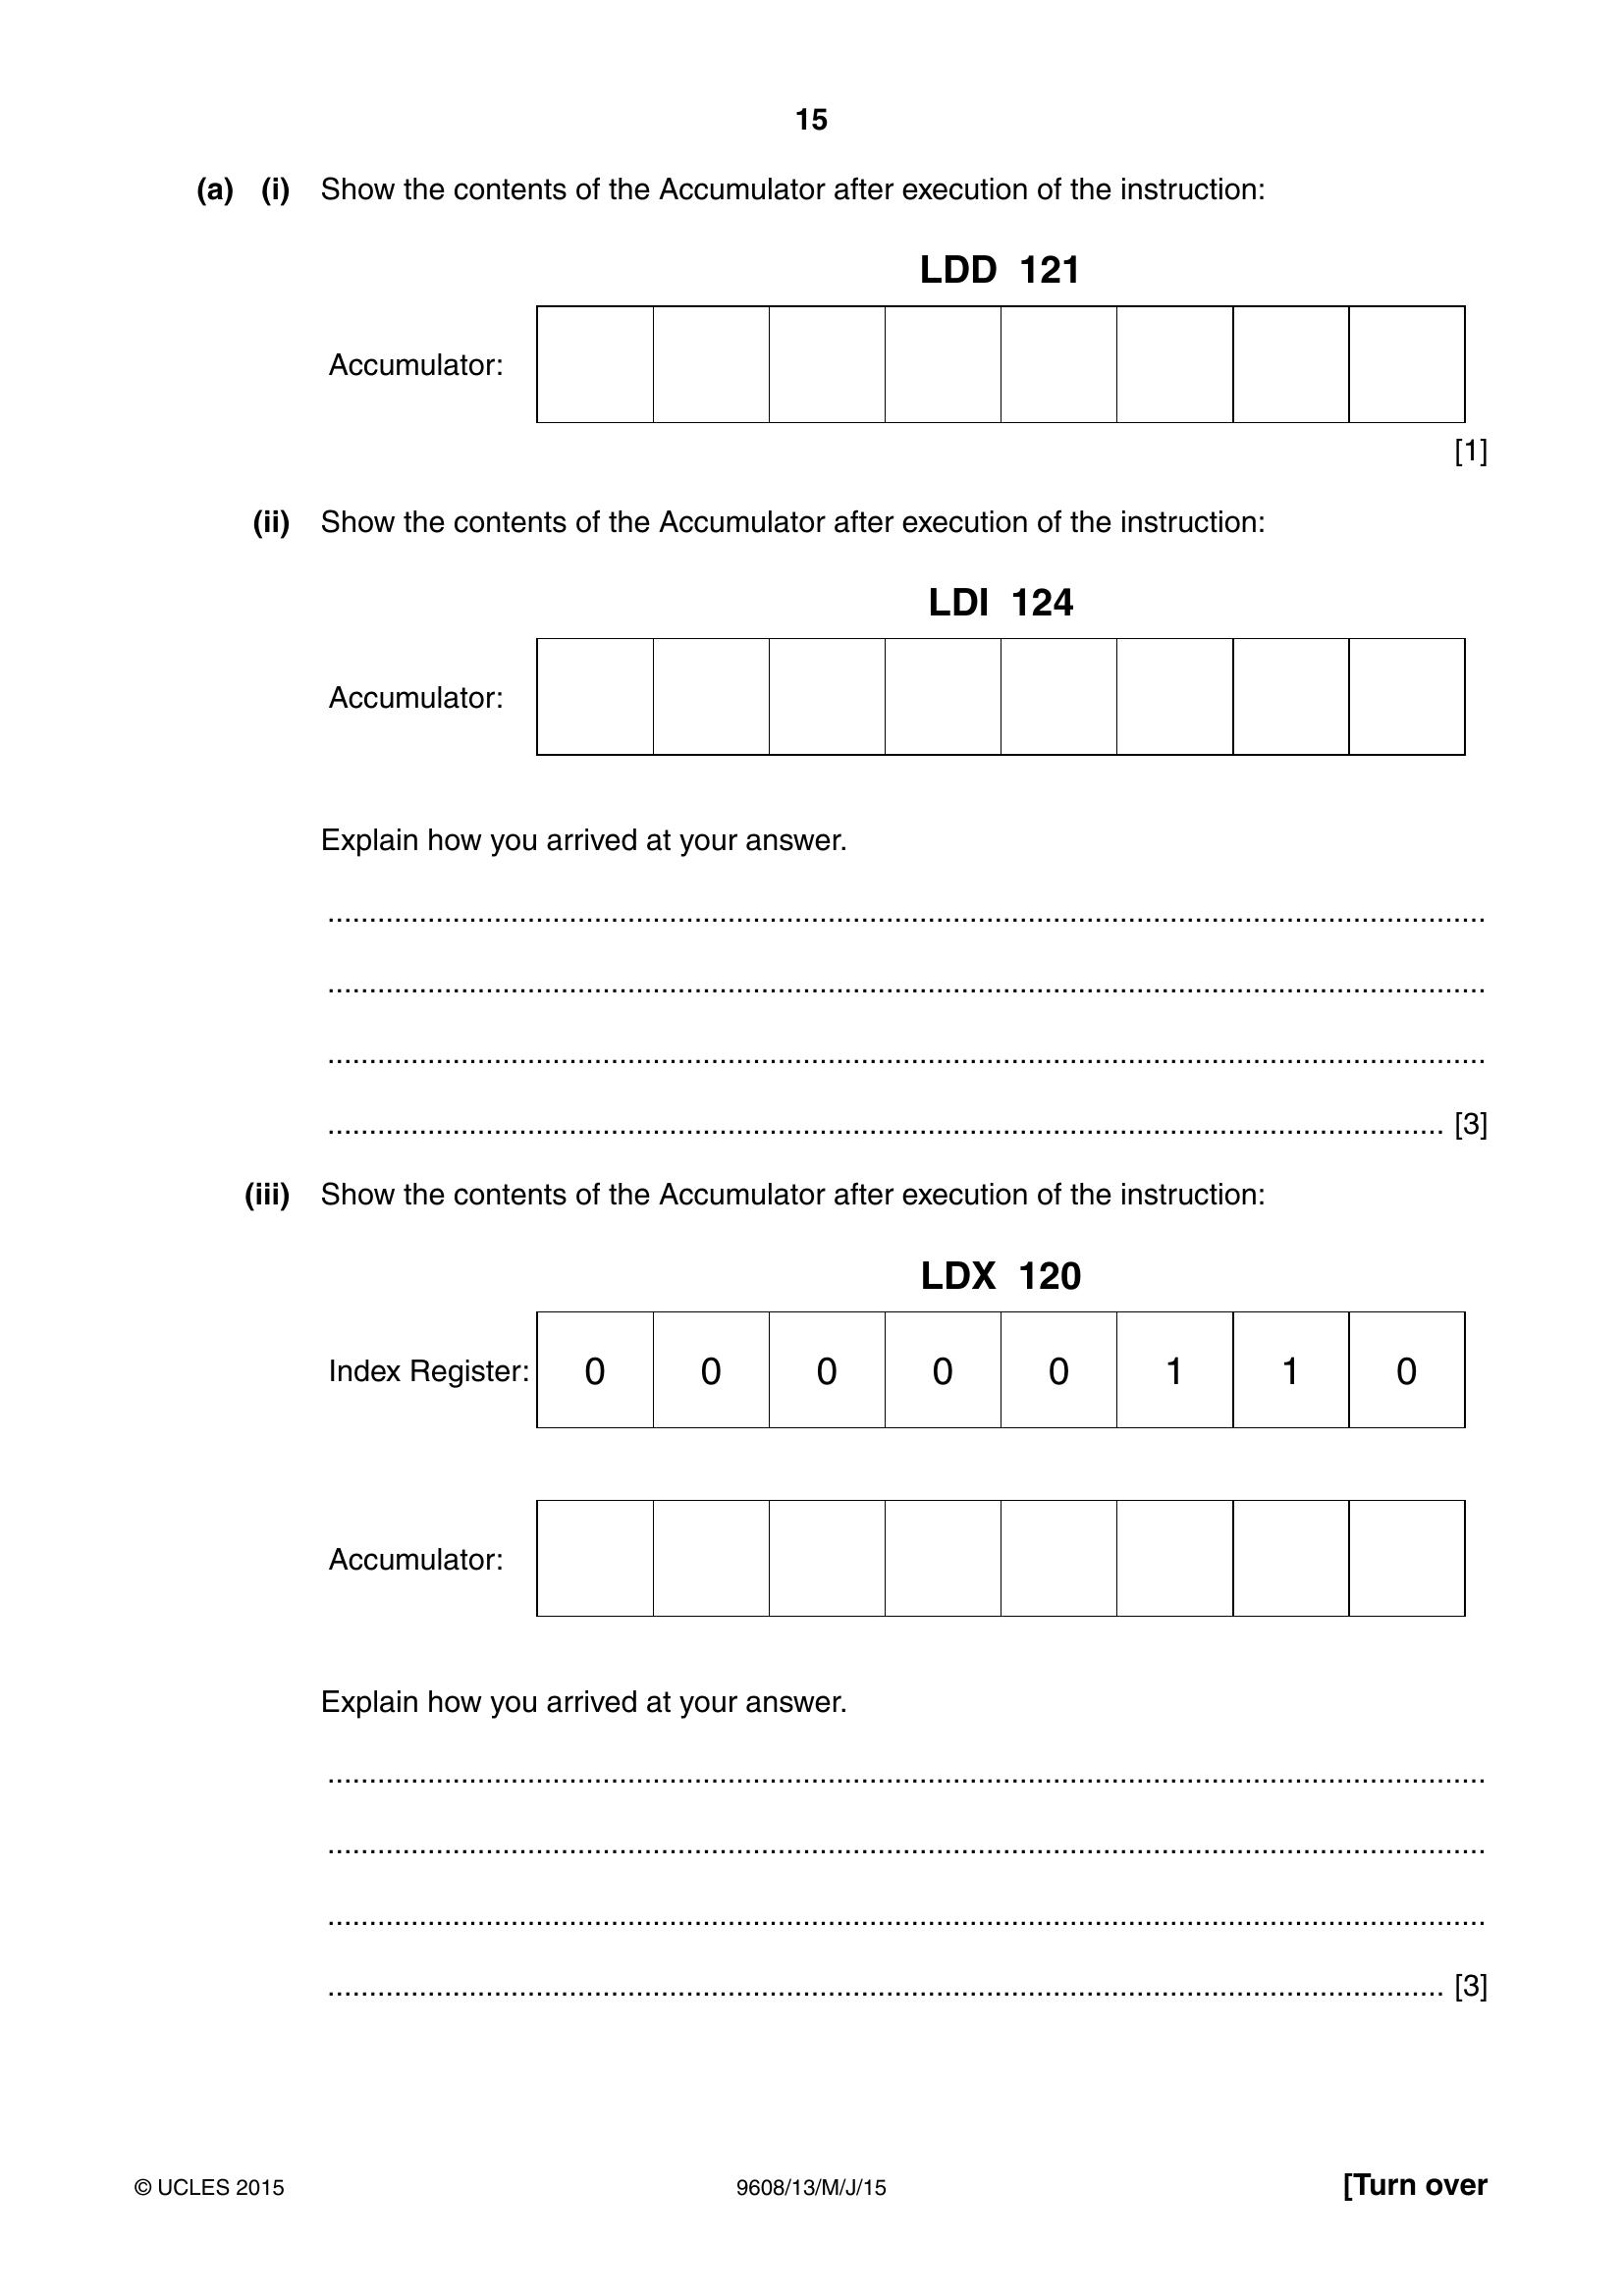 15
(a) (i) Show the contents of the Accumulator after execution of the instruction:
LDD 121
Accumulator:
[1]
(ii) Show the contents of the Accumulator after execution of the instruction:
LDI 124
Accumulator:
Explain how you arrived at your answer.
..........................................................................................................................................
..........................................................................................................................................
..........................................................................................................................................
..................................................................................................................................... [3]
(iii) Show the contents of the Accumulator after execution of the instruction:
LDX 120
Index Register: 0 0 0 0 0 1 1 0
Accumulator:
Explain how you arrived at your answer.
..........................................................................................................................................
..........................................................................................................................................
..........................................................................................................................................
..................................................................................................................................... [3]
© UCLES 2015 9608/13/M/J/15 [Turn over